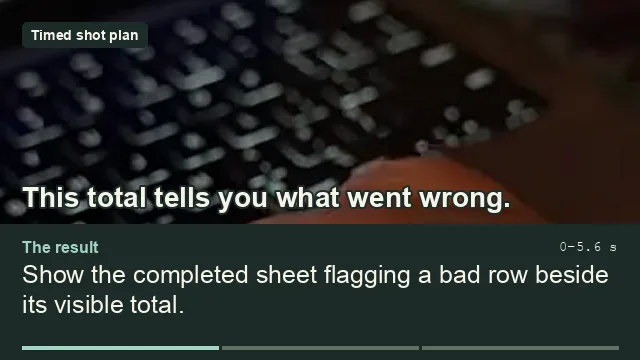 Timed shot plan
This total tells you what went wrong.
The result
0–5.6 s
Show the completed sheet flagging a bad row beside
its visible total.